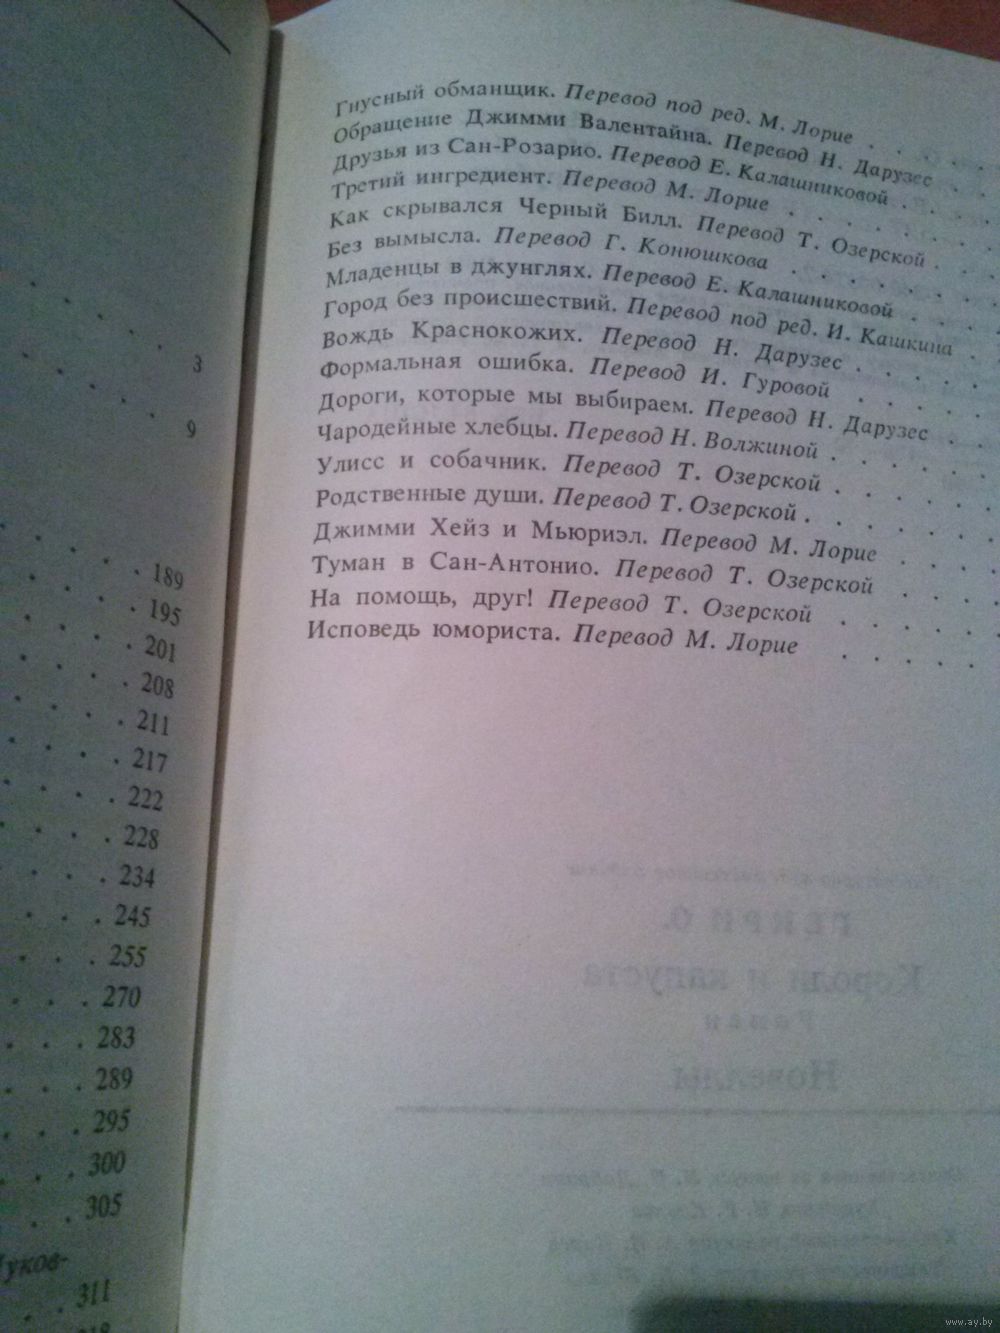 3
9
189
195
201
208
211
217
222
228
234
245
255
270
283
289
295
300
305
311
Гнусный обманщик. Перевод под ред. М. Лорие . . . .
Обращение Джимми Валентайна. Перевод Н. Дарузес . .
Друзья из Сан-Розарио. Перевод Е. Калашниковой . . . .
Третий ингредиент. Перевод М. Лорие . . . . . . .
Как скрывался Черный Билл. Перевод Т. Озерской . . .
Без вымысла. Перевод Г. Конюшкова . . . . . . .
Младенцы в джунглях. Перевод Е. Калашниковой . . . .
Город без происшествий. Перевод под ред. И. Кашкина . .
Вождь Краснокожих. Перевод Н. Дарузес . . . . .
Формальная ошибка. Перевод И. Гуровой . . . . .
Дороги, которые мы выбираем. Перевод Н. Дарузес . .
Чародейные хлебцы. Перевод Н. Волжиной . . . . . .
Улисс и собачник. Перевод Т. Озерской . . . . . .
Родственные души. Перевод Т. Озерской . . . . . . .
Джимми Хейз и Мьюриэл. Перевод М. Лорие . . . .
Туман в Сан-Антонио. Перевод Т. Озерской . . . .
На помощь, друг! Перевод Т. Озерской . . . . . .
Исповедь юмориста. Перевод М. Лорие . . . . . .
ГЕНРИ О.
Короли и капуста
Роман
Новеллы
www.ay.by